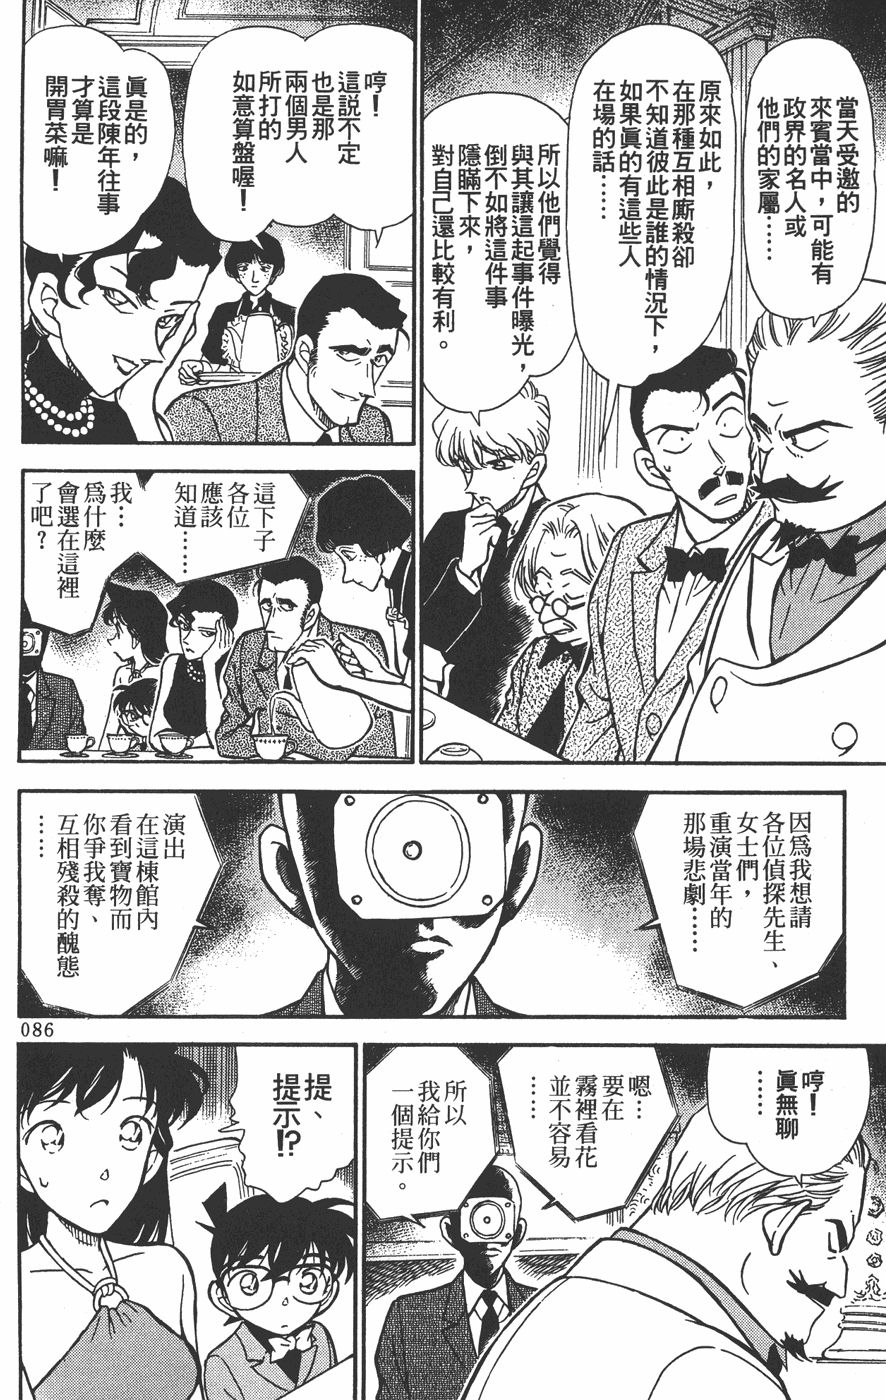 當天受邀的
來賓當中，可能有
政界的名人或
他們的家屬……
原來如此，
在那種互相廝殺卻
不知道彼此是誰的情況下，
如果眞的有這些人
在場的話……
所以他們覺得
與其讓這起事件曝光，
倒不如將這件事
隱瞞下來，
對自己還比較有利。
哼！
這說不定
也是那
兩個男人
所打的
如意算盤喔！
眞是的，
這段陳年往事
才算是
開胃菜嘛！
這下子
各位
應該
知道……
我…
爲什麼
會選在這裡
了吧？
因爲我想請
各位偵探先生、
女士們，
重演當年的
那場悲劇……
演出
在這棟館內
看到寶物而
你爭我奪、
互相殘殺的醜態
……
086
哼！
眞無聊
……
嗯…
要在
霧裡看花
並不容易
……
所以
我給你們
一個提示。
提、
提示!?